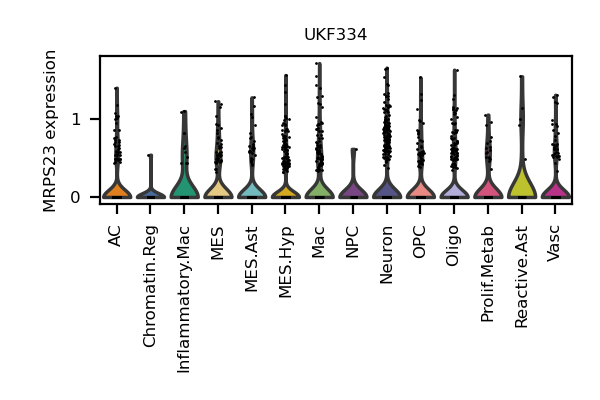 UKF334
MRPS23 expression
1
0
AC
Chromatin.Reg
Inflammatory.Mac
MES
MES.Ast
MES.Hyp
Mac
NPC
Neuron
OPC
Oligo
Prolif.Metab
Reactive.Ast
Vasc